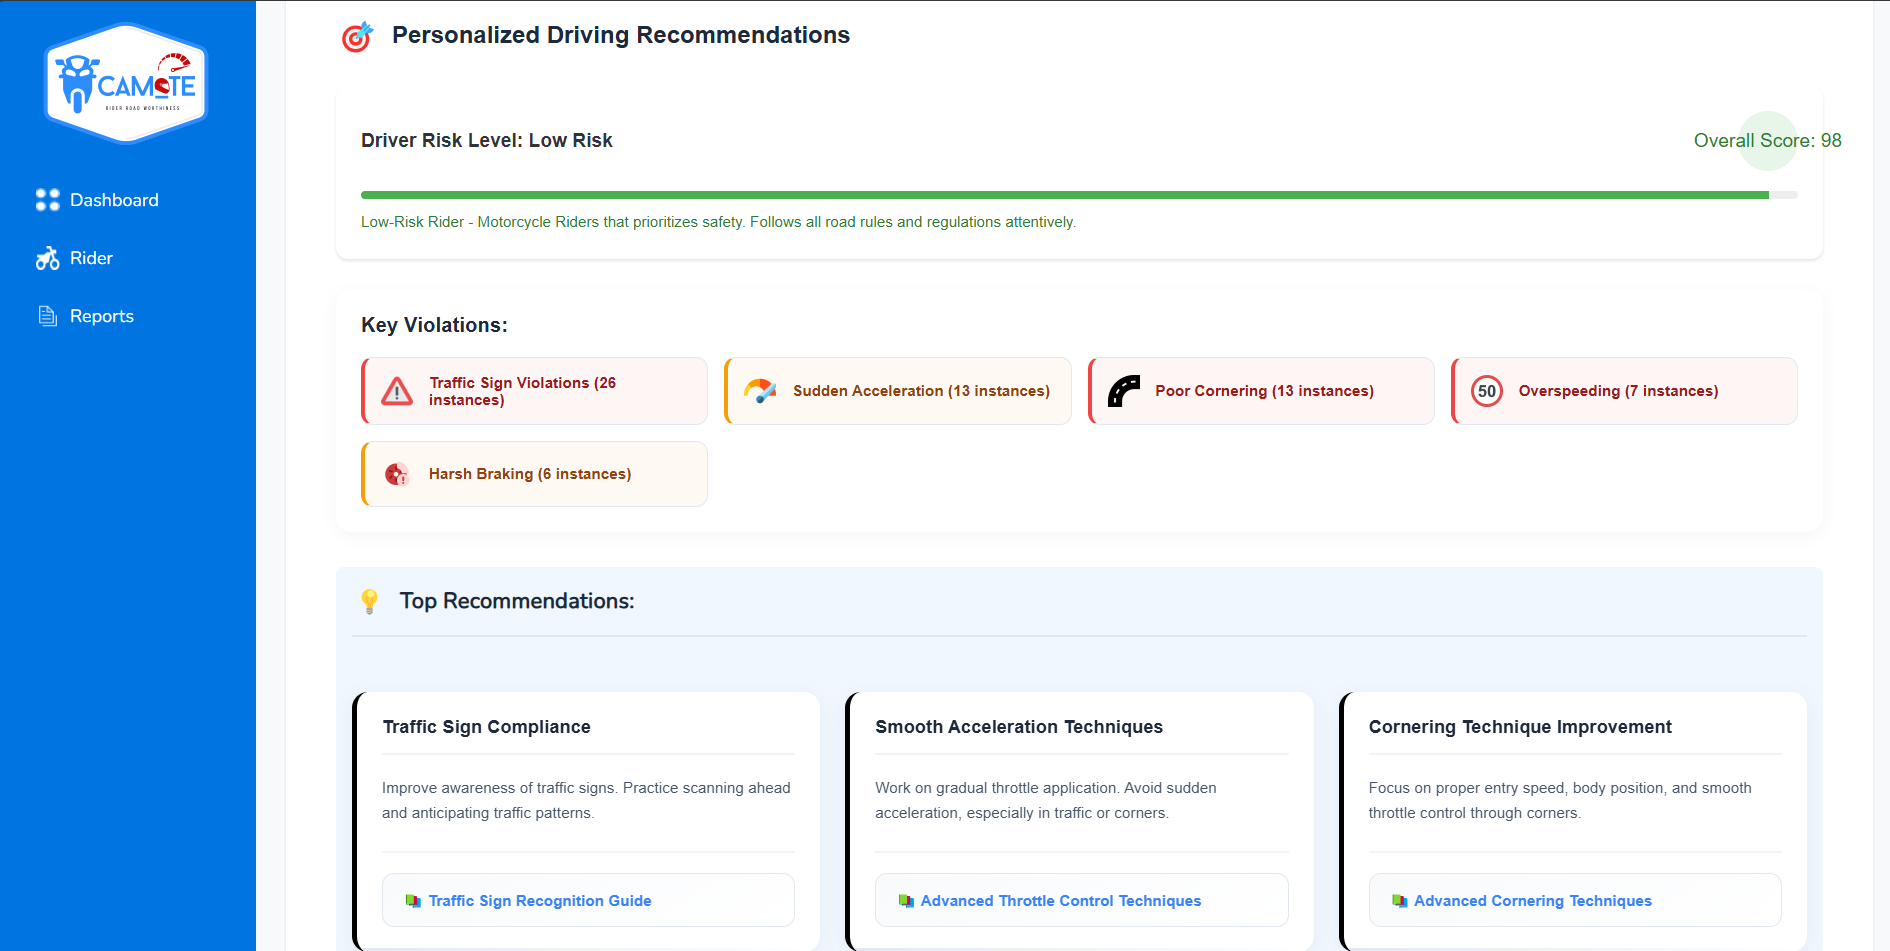 CAMOTE
RIDER ROAD WORTHINESS
Dashboard
Rider
Reports
Personalized Driving Recommendations
Driver Risk Level: Low Risk
Overall Score: 98
Low-Risk Rider - Motorcycle Riders that prioritizes safety. Follows all road rules and regulations attentively.
Key Violations:
Traffic Sign Violations (26
instances)
Sudden Acceleration (13 instances)
Poor Cornering (13 instances)
50
Overspeeding (7 instances)
Harsh Braking (6 instances)
Top Recommendations:
Traffic Sign Compliance
Improve awareness of traffic signs. Practice scanning ahead
and anticipating traffic patterns.
Traffic Sign Recognition Guide
Smooth Acceleration Techniques
Work on gradual throttle application. Avoid sudden
acceleration, especially in traffic or corners.
Advanced Throttle Control Techniques
Cornering Technique Improvement
Focus on proper entry speed, body position, and smooth
throttle control through corners.
Advanced Cornering Techniques